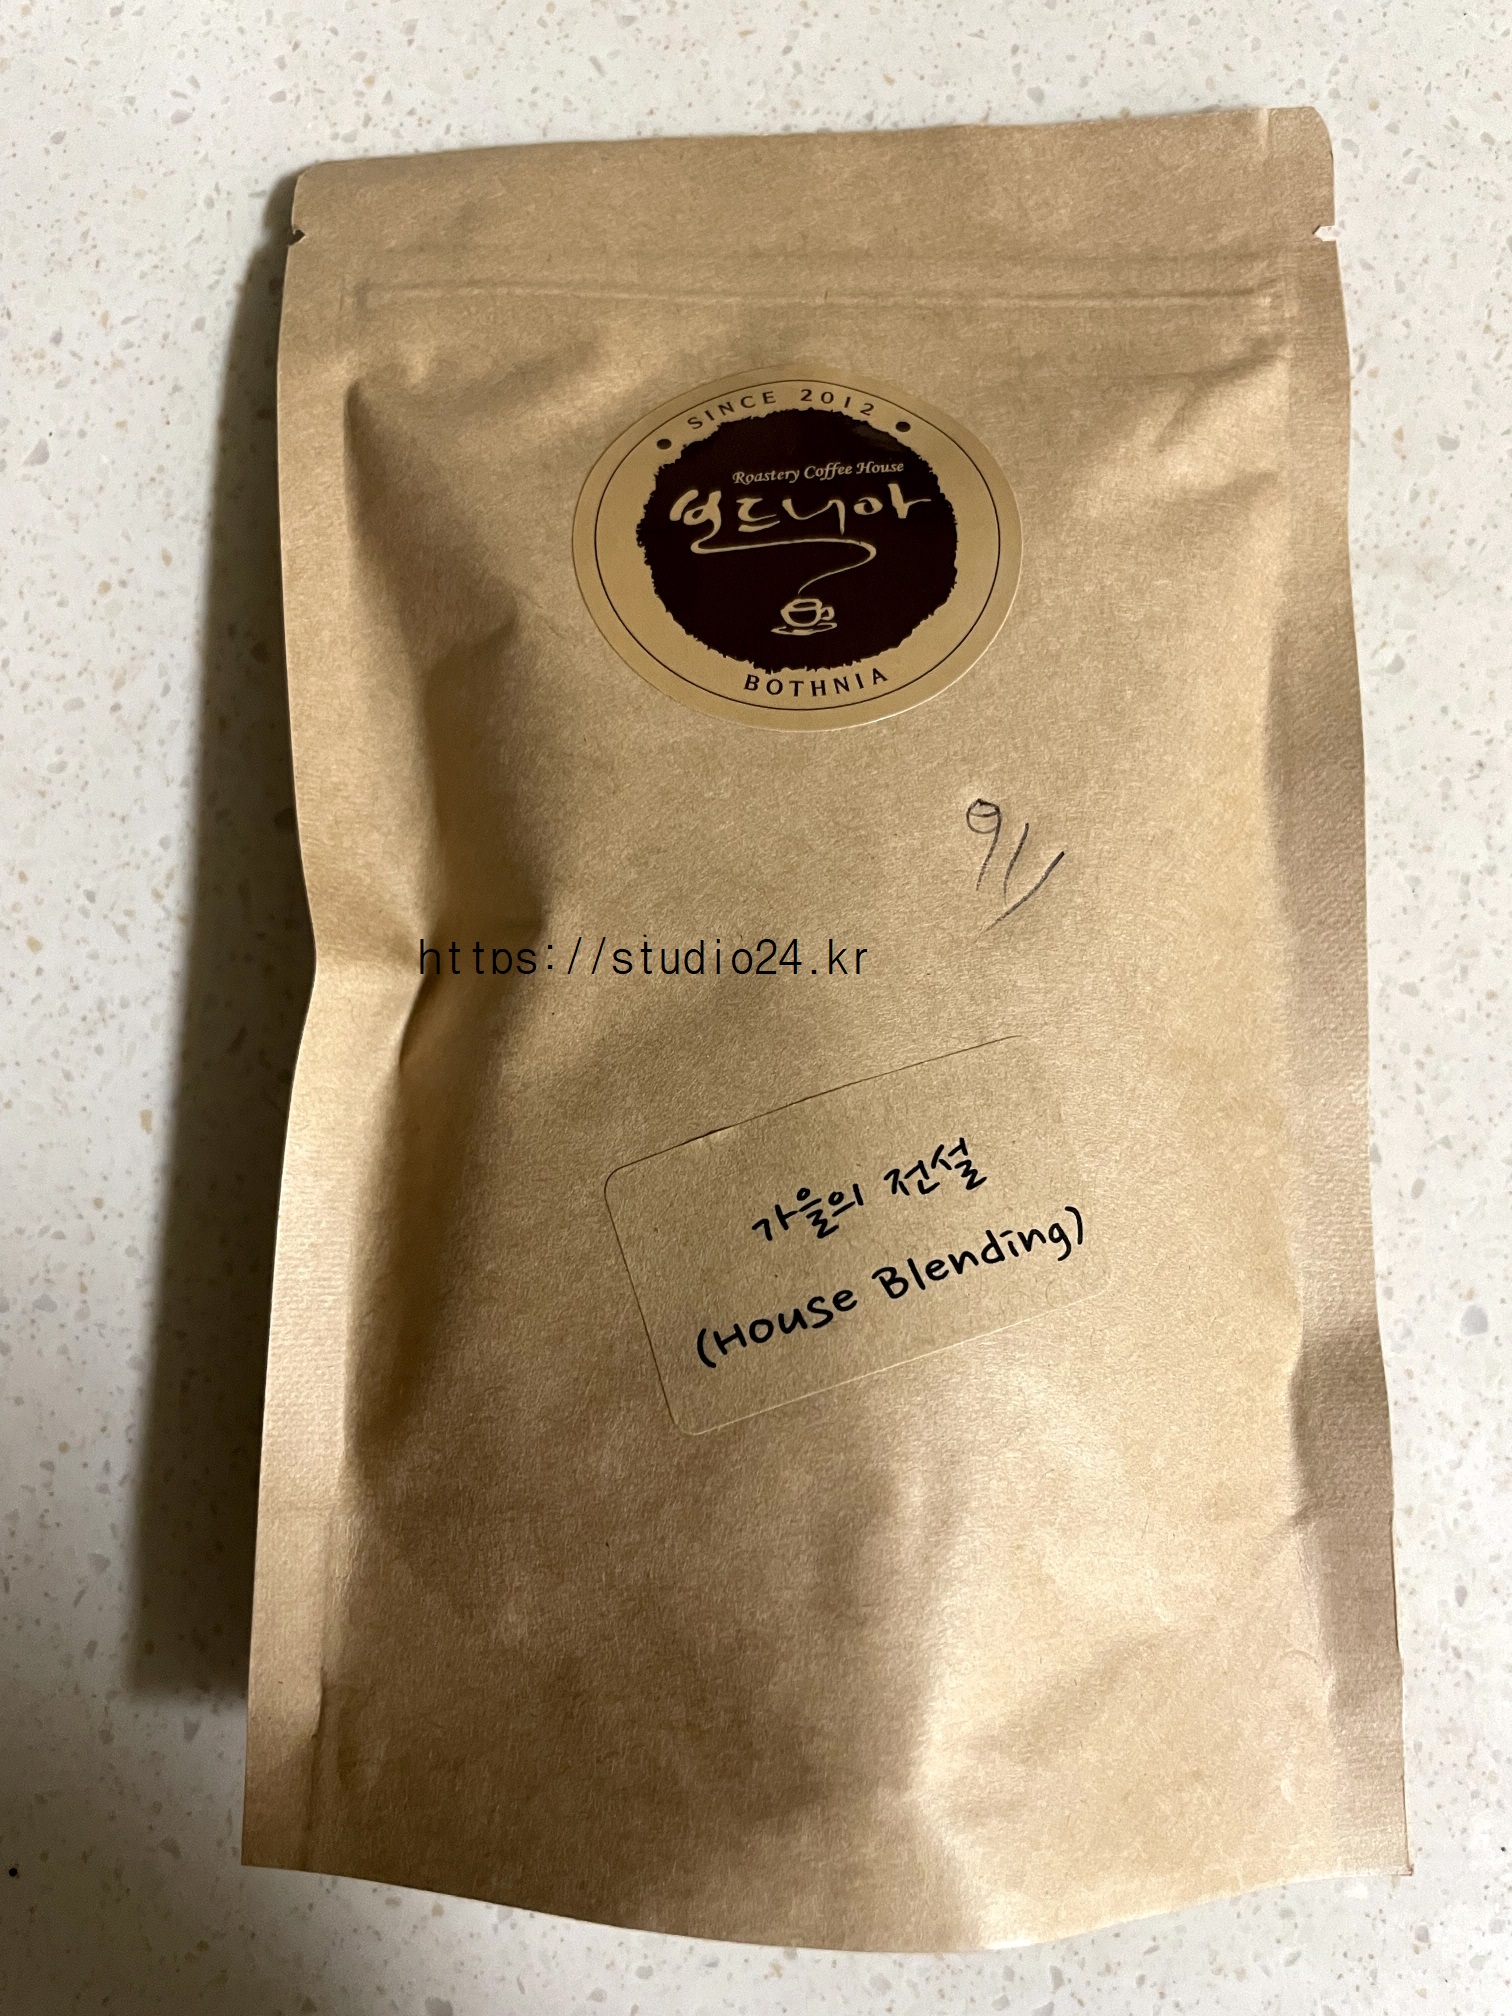 SINCE 2012
Roastery Coffee House
보드니아
BOTHNIA
https://studio24.kr
가을의 전설
(House Blending)